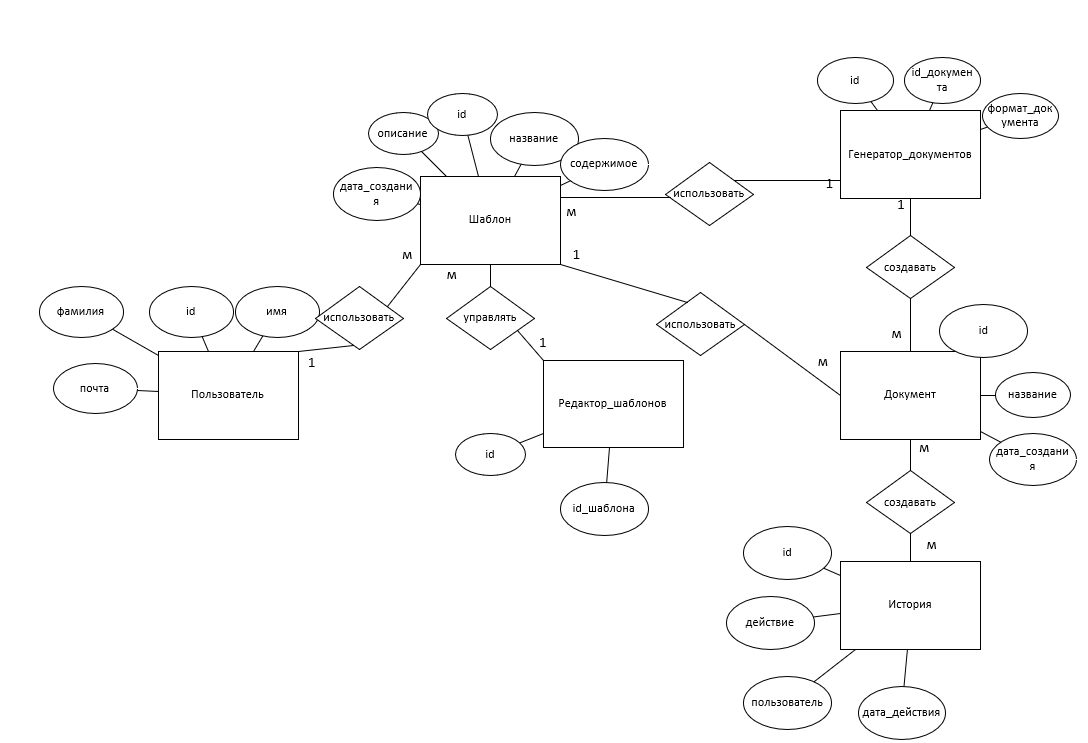 id
id_докумен
та
формат_док
умента
Генератор_документов
id
описание
название
содержимое
дата_создани
я
Шаблон
использовать
1
м
1
м
м
1
создавать
фамилия
id
имя
использовать
управлять
использовать
м
id
1
1
м
почта
Пользователь
Редактор_шаблонов
Документ
название
id
м
дата_создани
я
id_шаблона
создавать
м
id
История
действие
пользователь
дата_действия